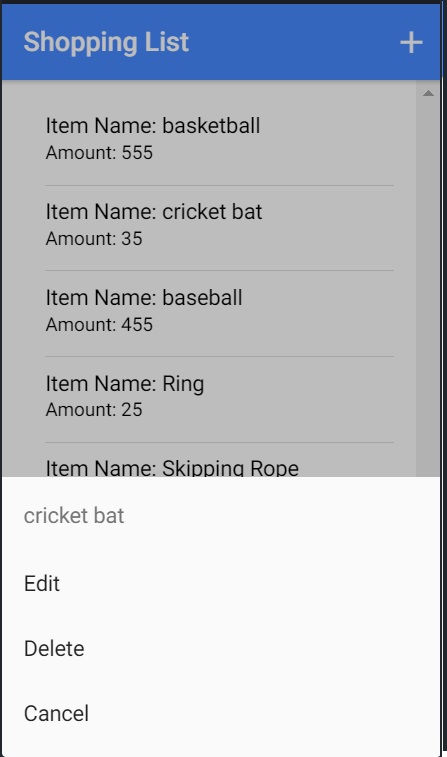 Shopping List
Item Name: basketball
Amount: 555
Item Name: cricket bat
Amount: 35
Item Name: baseball
Amount: 455
Item Name: Ring
Amount: 25
Item Name: Skipping Rope
cricket bat
Edit
Delete
Cancel